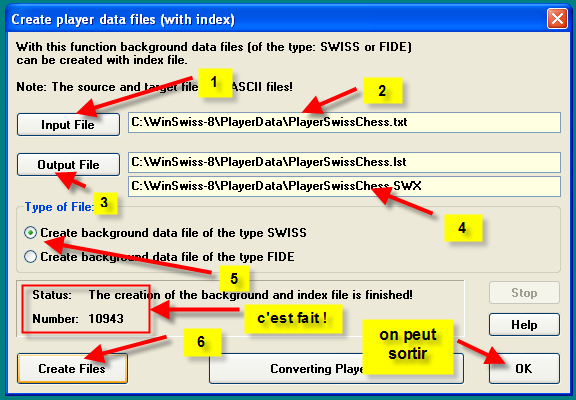 Create player data files (with index)
With this function background data files (of the type: SWISS or FIDE)
can be created with index file.
Note: The source and target file ASCII files!
1
2
Input File
C:\WinSwiss-8\PlayerData\PlayerSwissChess.txt
Output File
C:\WinSwiss-8\PlayerData\PlayerSwissChess.lst
C:\WinSwiss-8\PlayerData\PlayerSwissChess.SWX
3
4
Type of File:
Create background data file of the type SWISS
Create background data file of the type FIDE
5
Status: The creation of the background and index file is finished!
Number: 10943
c'est fait !
Stop
Help
6
on peut
sortir
Create Files
Converting Player
OK